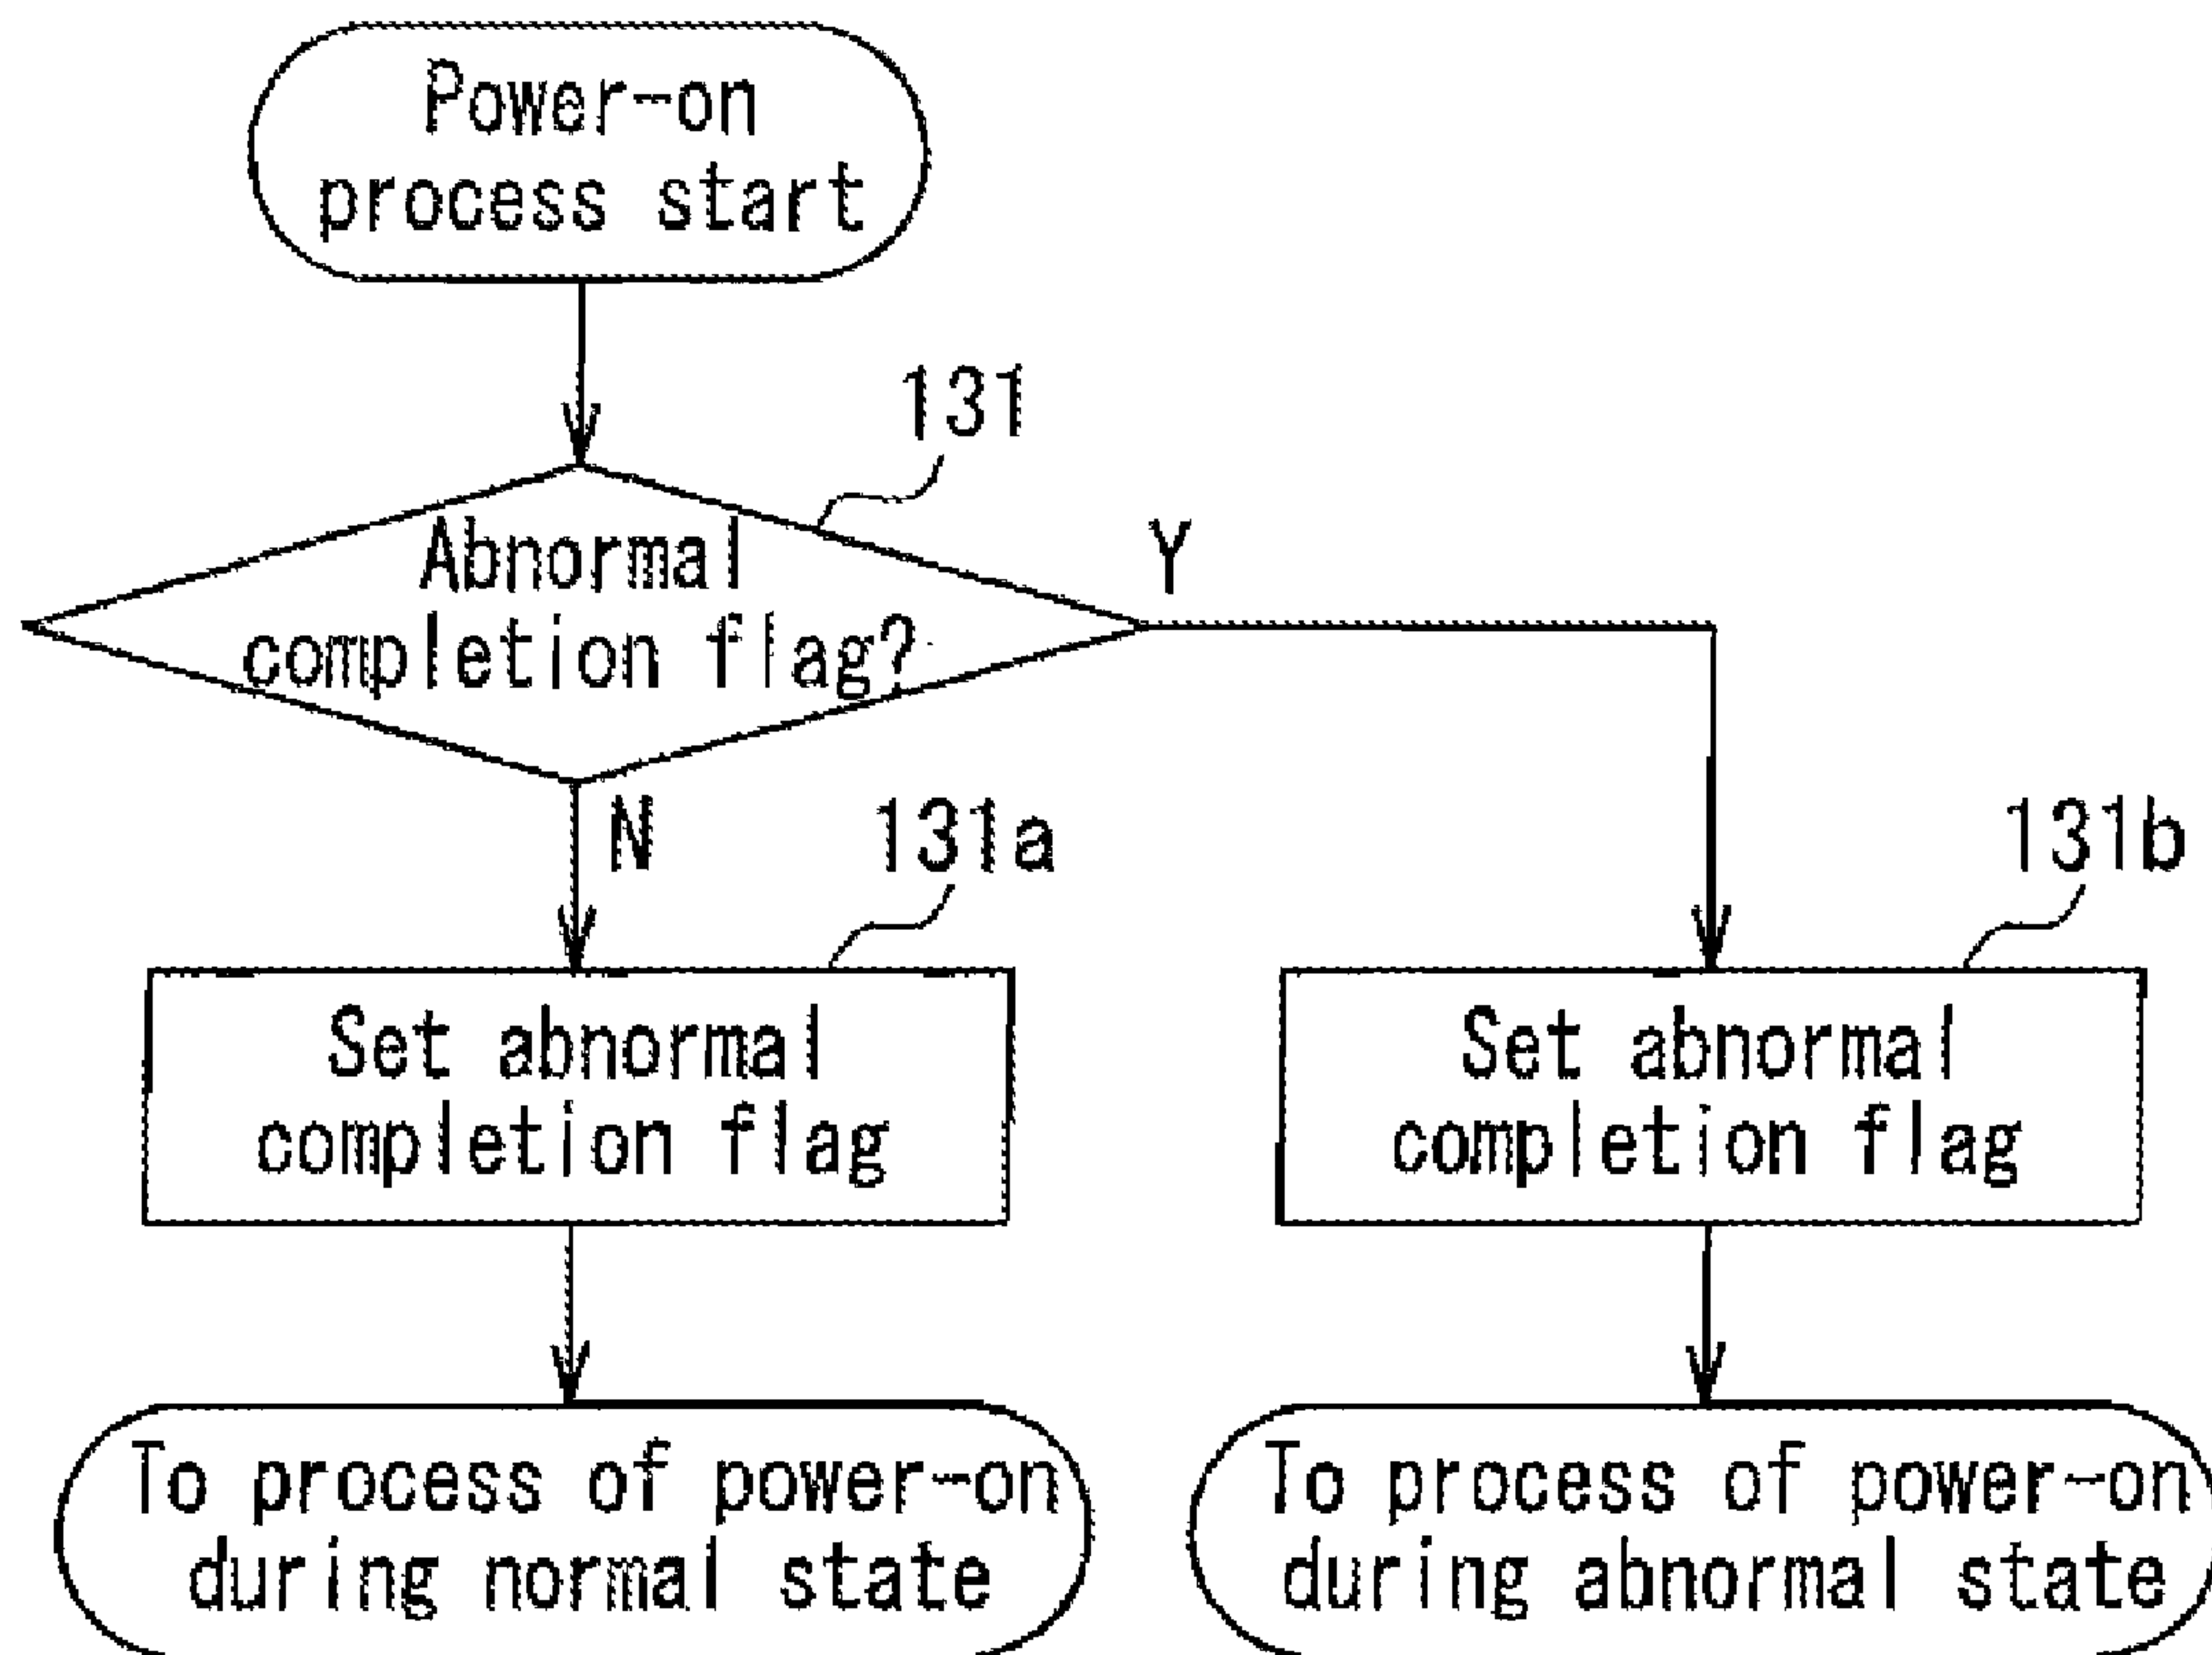 Power-on
process start
131
Abnormal
completion flag?
Y
N
131a
131b
Set abnormal
completion flag
Set abnormal
completion flag
To process of power-on
during normal state
To process of power-on
during abnormal state